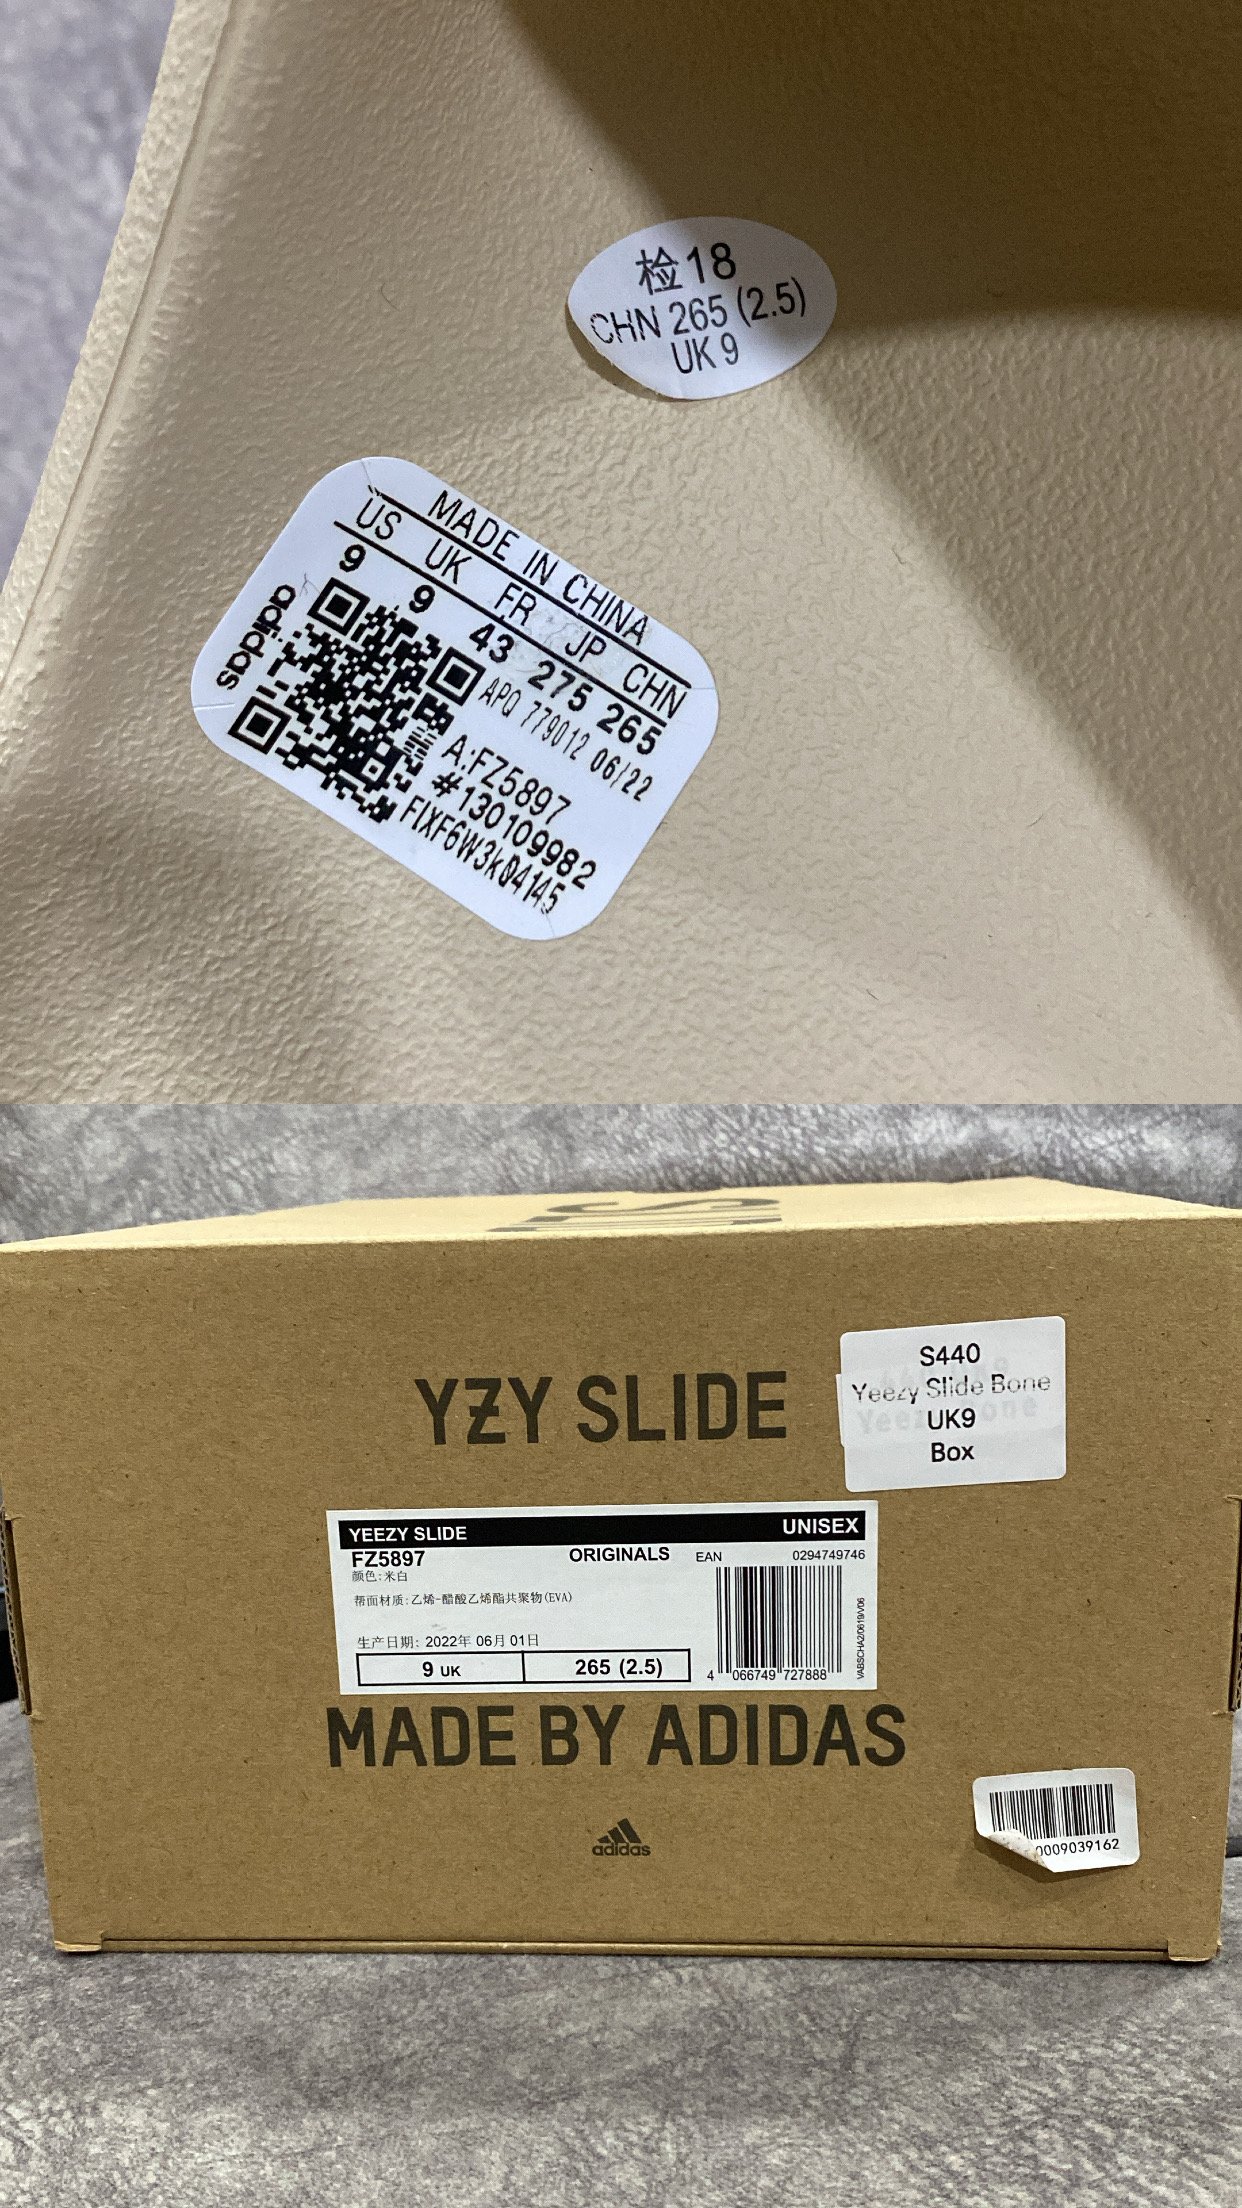 检18
CHN 265 (2.5)
UK 9
MADE IN CHINA
US UK FR JP CHN
9 9 43 275 265
APQ 779012 06/22
A:FZ5897
#130109982
FIXF6W3k04145
adidas
YZY SLIDE
S440
Yeezy Slide Bone
UK9
Box
YEEZY SLIDE UNISEX
FZ5897 ORIGINALS EAN 0294749746
颜色:米白
帮面材质:乙烯-醋酸乙烯酯共聚物(EVA)
生产日期: 2022年 06月 01日
9 UK 265 (2.5)
4 066749 727888
VABSCHA2/0619/V06
MADE BY ADIDAS
adidas
0009039162